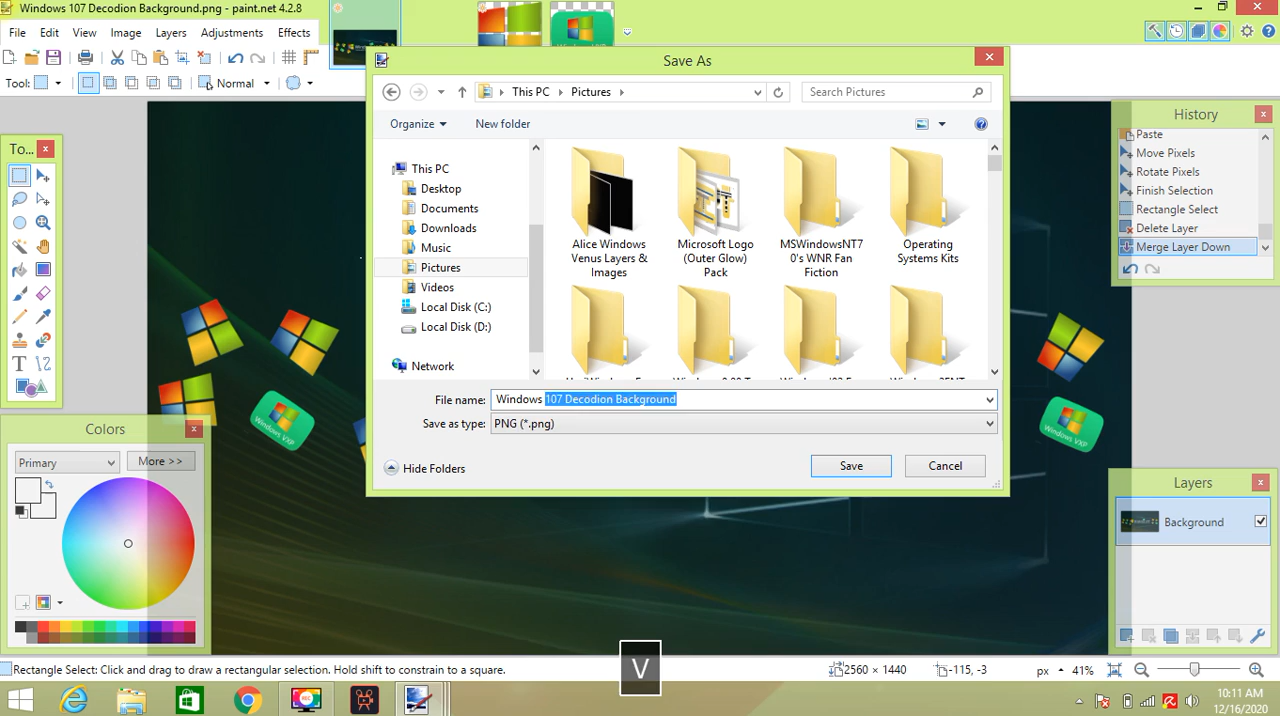 Windows 107 Decodion Background.png - paint.net 4.2.8
File Edit View Image Layers Adjustments Effects
Tool: Normal
Save As
This PC Pictures
Search Pictures
Organize New folder
This PC
Desktop
Documents
Downloads
Music
Pictures
Videos
Local Disk (C:)
Local Disk (D:)
Network
Alice Windows
Venus Layers &
Images
Microsoft Logo
(Outer Glow)
Pack
MSWindowsNT7
0's WNR Fan
Fiction
Operating
Systems Kits
File name: Windows 107 Decodion Background
Save as type: PNG (*.png)
Hide Folders
Save Cancel
To...
History
Paste
Move Pixels
Rotate Pixels
Finish Selection
Rectangle Select
Delete Layer
Merge Layer Down
Windows VXP
Windows VXP
Colors
Primary More >>
Layers
Background
V
Rectangle Select: Click and drag to draw a rectangular selection. Hold shift to constrain to a square.
2560 × 1440 -115, -3 px 41%
REC
10:11 AM
12/16/2020